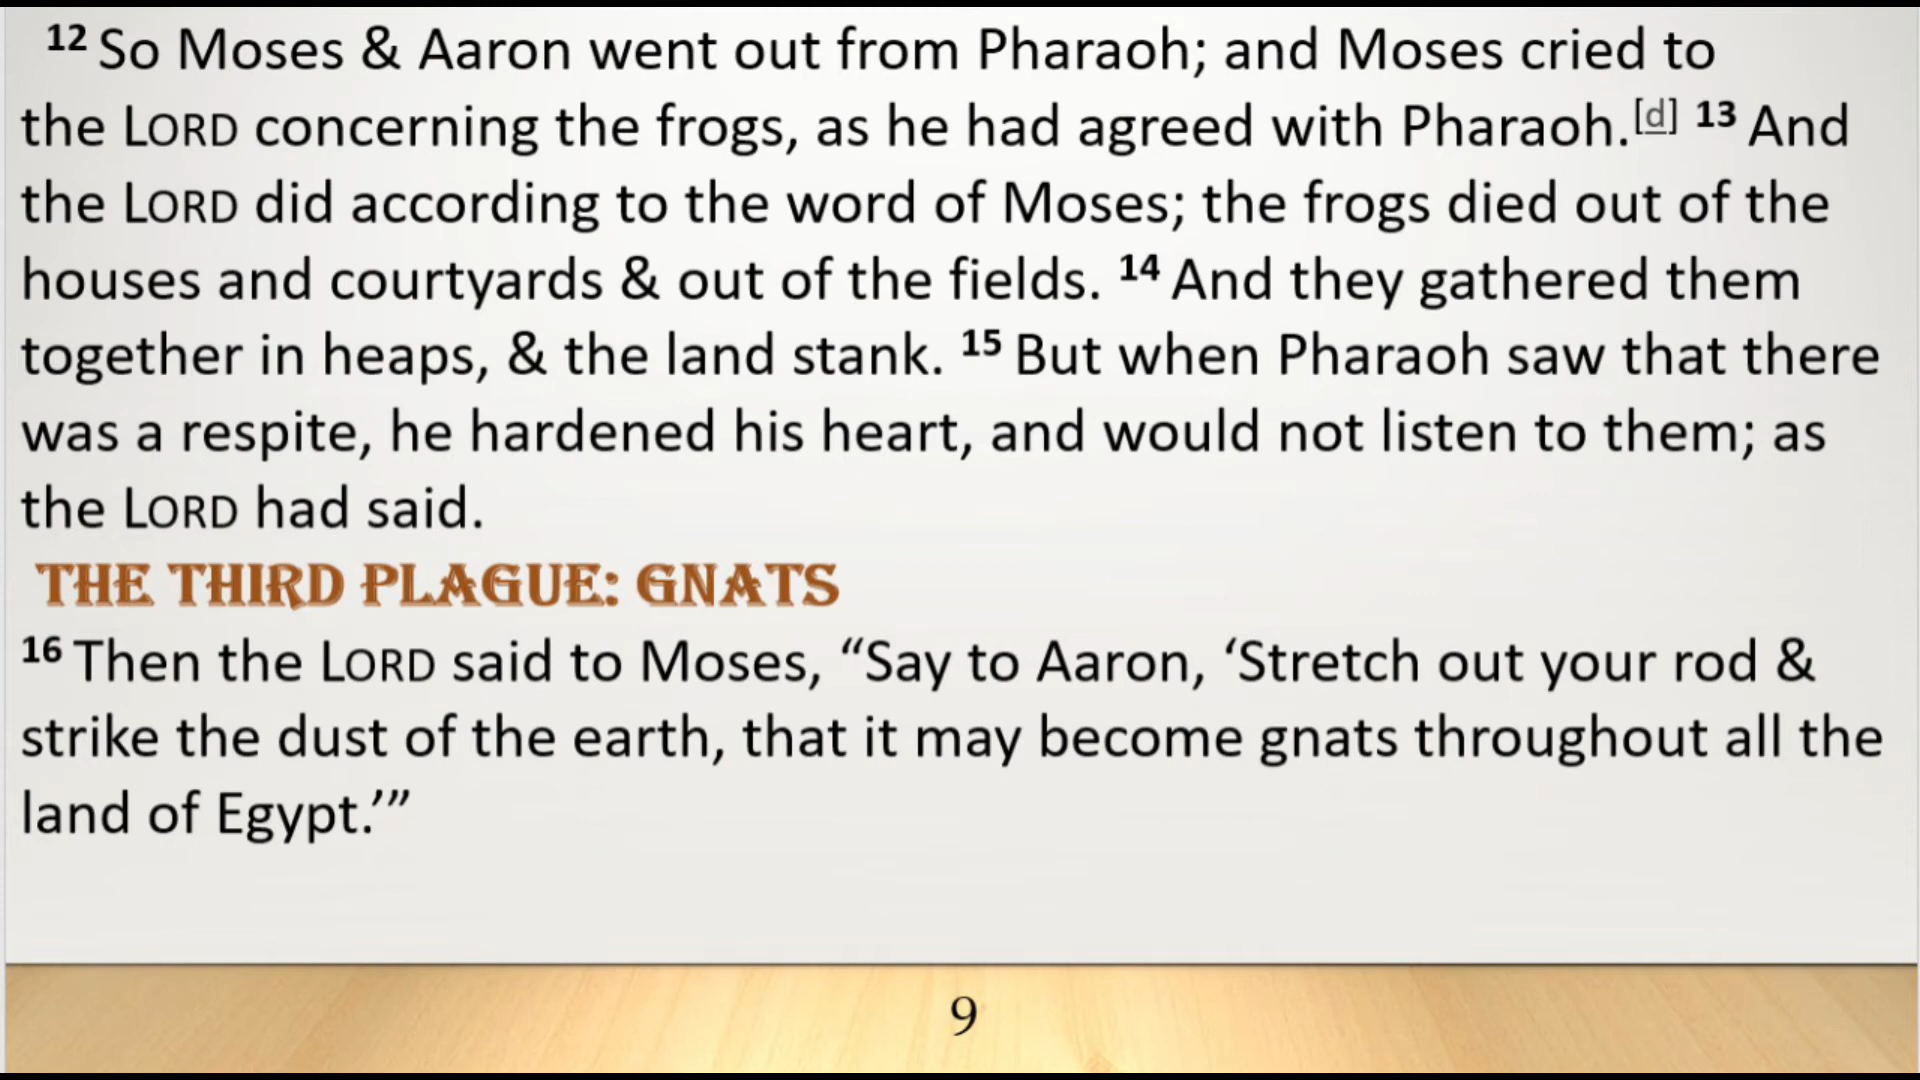 12 So Moses & Aaron went out from Pharaoh; and Moses cried to
the LORD concerning the frogs, as he had agreed with Pharaoh.[d] 13 And
the LORD did according to the word of Moses; the frogs died out of the
houses and courtyards & out of the fields. 14 And they gathered them
together in heaps, & the land stank. 15 But when Pharaoh saw that there
was a respite, he hardened his heart, and would not listen to them; as
the LORD had said.
THE THIRD PLAGUE: GNATS
16 Then the LORD said to Moses, “Say to Aaron, ‘Stretch out your rod &
strike the dust of the earth, that it may become gnats throughout all the
land of Egypt.’”
9